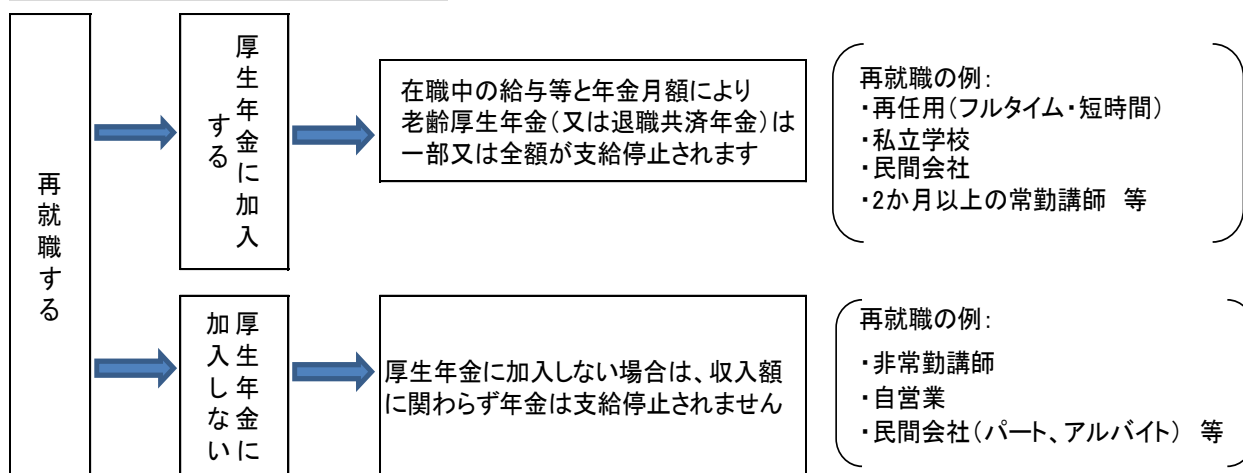 再就職する
厚生年金に加入
する
在職中の給与等と年金月額により
老齢厚生年金(又は退職共済年金)は
一部又は全額が支給停止されます
再就職の例:
・再任用(フルタイム・短時間)
・私立学校
・民間会社
・2か月以上の常勤講師 等
厚生年金に
加入しない
厚生年金に加入しない場合は、収入額
に関わらず年金は支給停止されません
再就職の例:
・非常勤講師
・自営業
・民間会社(パート、アルバイト) 等